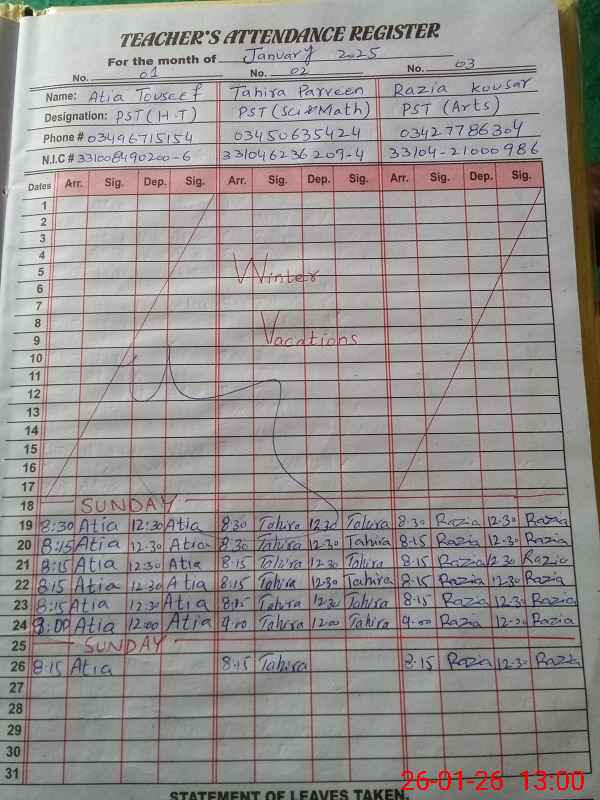 TEACHER'S ATTENDANCE REGISTER
For the month of January 2025
No. 01 No. 02 No. 03
Name: Atia Touseef Tahira Parveen Razia kousar
Designation: PST (H.T) PST (Sci & Math) PST (Arts)
Phone # 03496715154 03450635424 03427786304
N.I.C # 331008490200-6 331046236209-4 33104-21000986
Dates Arr. Sig. Dep. Sig. Arr. Sig. Dep. Sig. Arr. Sig. Dep. Sig.
1
2
3
4
5 Winter
6
7
8
9 Vacations
10
11
12
13
14
15
16
17
18 SUNDAY
19 8:30 Atia 12:30 Atia 8:30 Tahira 12:30 Tahira 8:30 Razia 12:30 Razia
20 8:15 Atia 12:30 Atia 8:30 Tahira 12:30 Tahira 8:15 Razia 12:30 Razia
21 8:15 Atia 12:30 Atia 8:15 Tahira 12:30 Tahira 8:15 Razia 12:30 Razia
22 8:15 Atia 12:30 Atia 8:15 Tahira 12:30 Tahira 8:15 Razia 12:30 Razia
23 8:15 Atia 12:30 Atia 8:15 Tahira 12:30 Tahira 8:15 Razia 12:30 Razia
24 8:00 Atia 12:00 Atia 9:00 Tahira 12:00 Tahira 9:00 Razia Razia
25 SUNDAY
26 8:15 Atia 8:15 Tahira 8:15 Razia 12:30 Razia
27
28
29
30
31
STATEMENT OF LEAVES TAKEN.
26-01-26 13:00